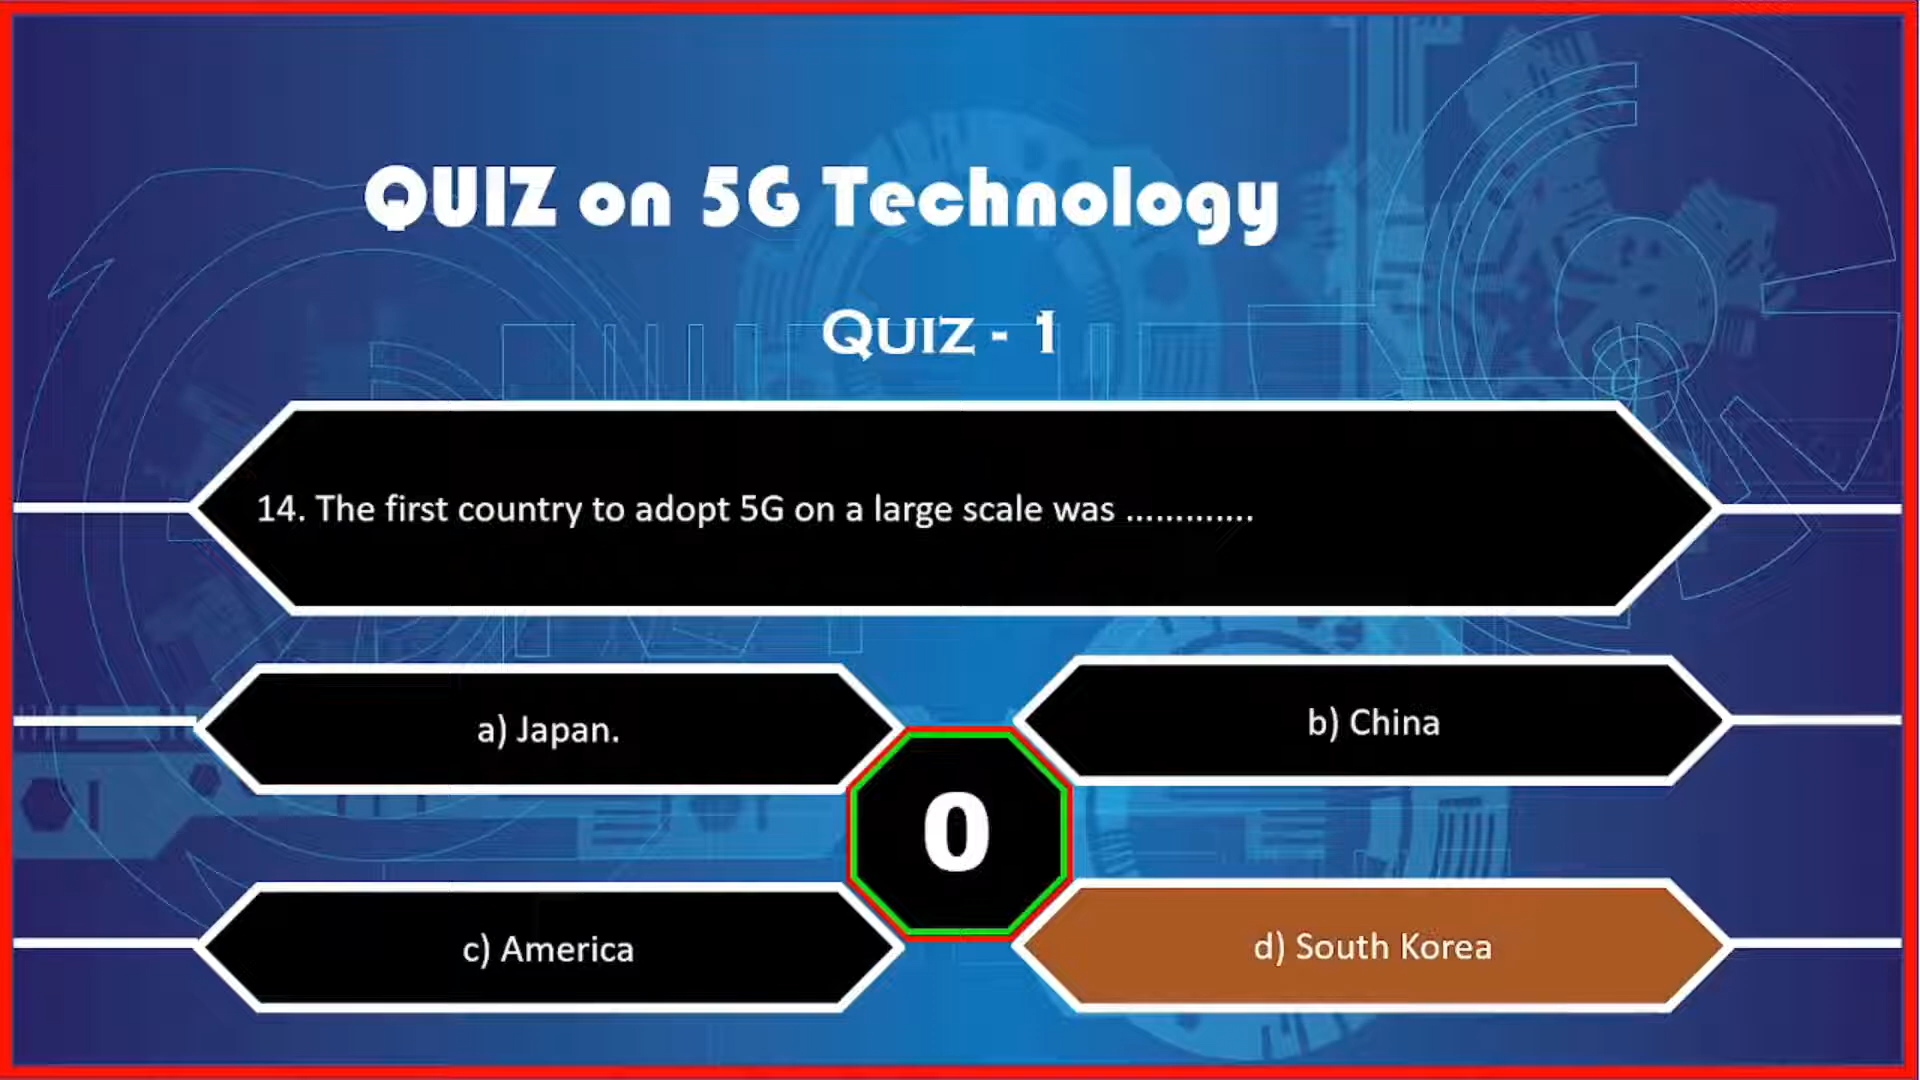 QUIZ on 5G Technology
QUIZ - 1
14. The first country to adopt 5G on a large scale was .............
a) Japan.
b) China
0
c) America
d) South Korea